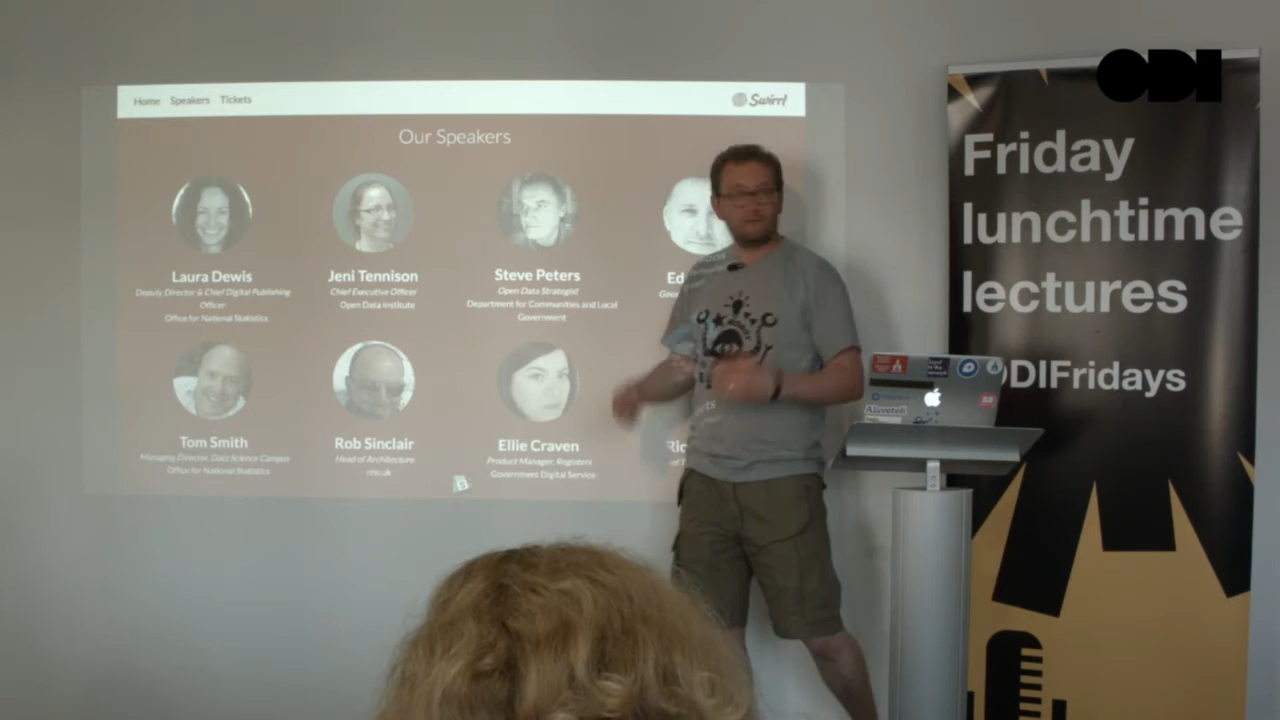 Home Speakers Tickets
Swirrl
Our Speakers
Laura Dewis
Deputy Director & Chief Digital Publishing
Officer
Office for National Statistics
Jeni Tennison
Chief Executive Officer
Open Data Institute
Steve Peters
Open Data Strategist
Department for Communities and Local
Government
Ed
Tom Smith
Managing Director, Data Science Campus
Office for National Statistics
Rob Sinclair
Head of Architecture
nhs.uk
Ellie Craven
Product Manager, Registers
Government Digital Service
Ric
ODI
Friday
lunchtime
lectures
DIFridays
Alaveteli